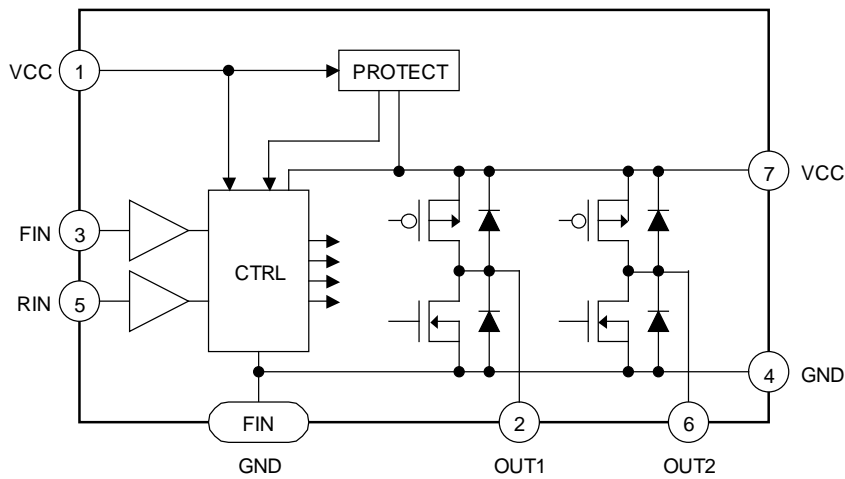 VCC 1 PROTECT
7 VCC
FIN 3
CTRL
RIN 5
4 GND
FIN 2 6
GND OUT1 OUT2